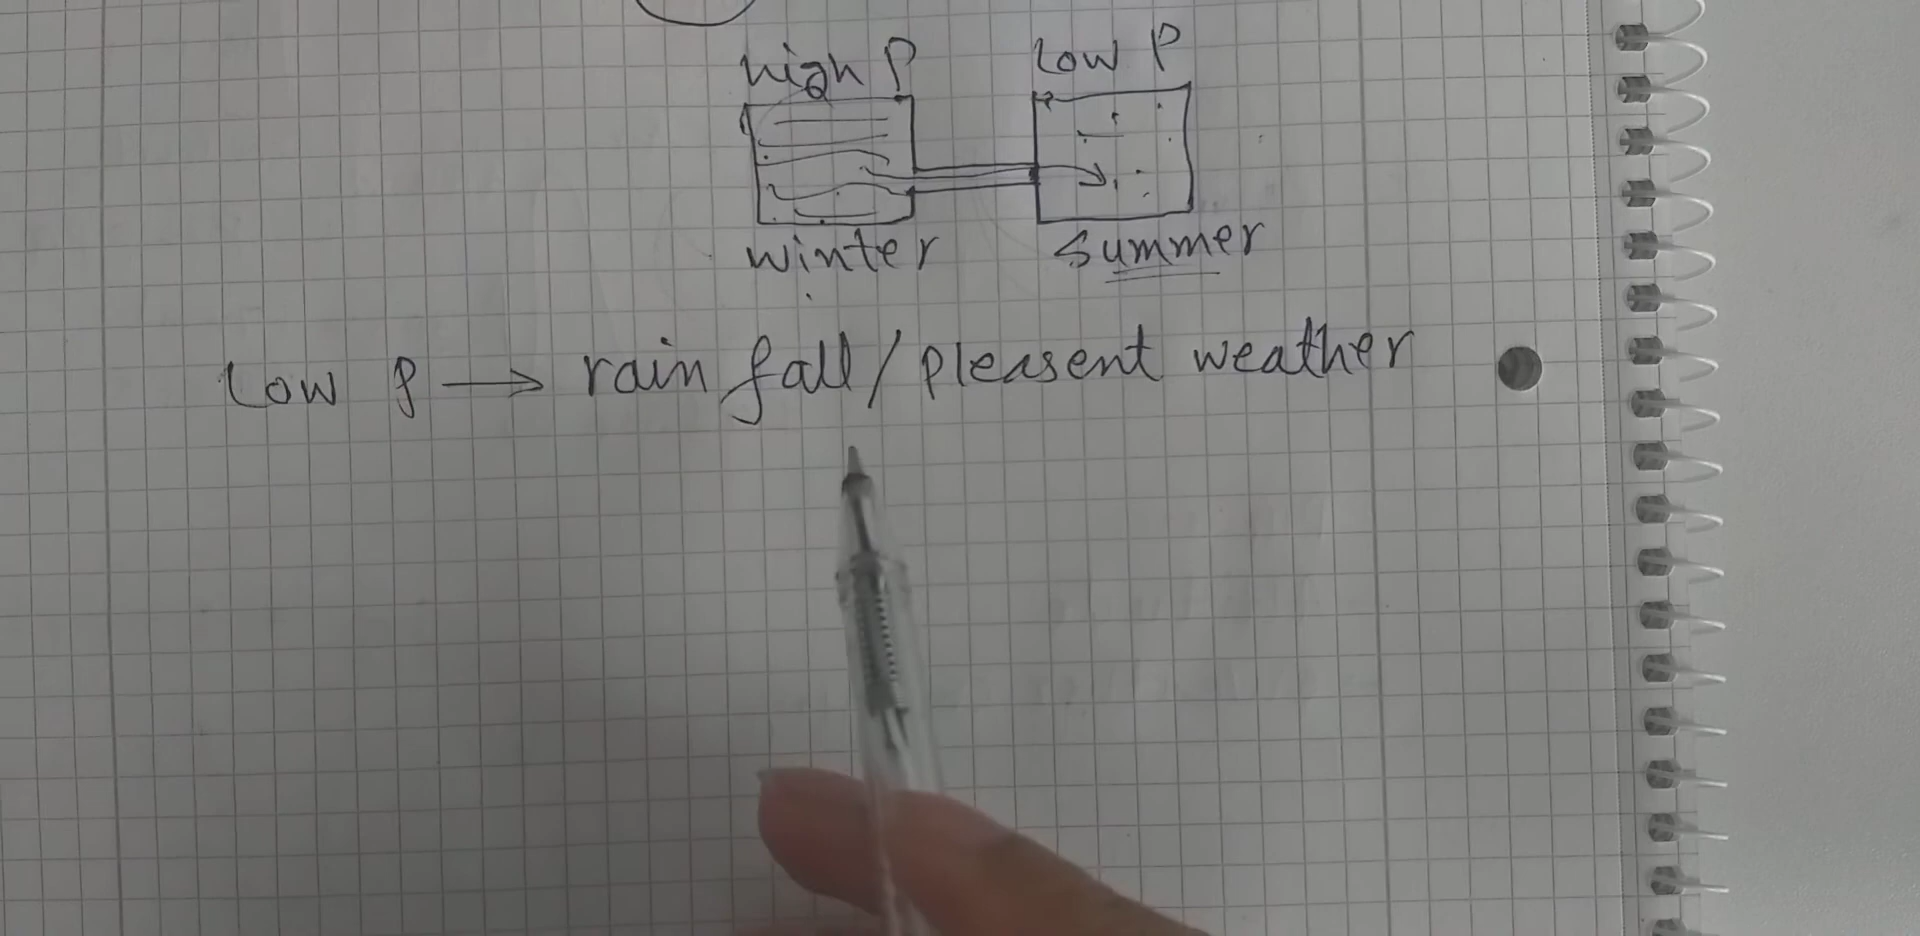 high P low P
winter summer
Low P → rain fall / pleasent weather